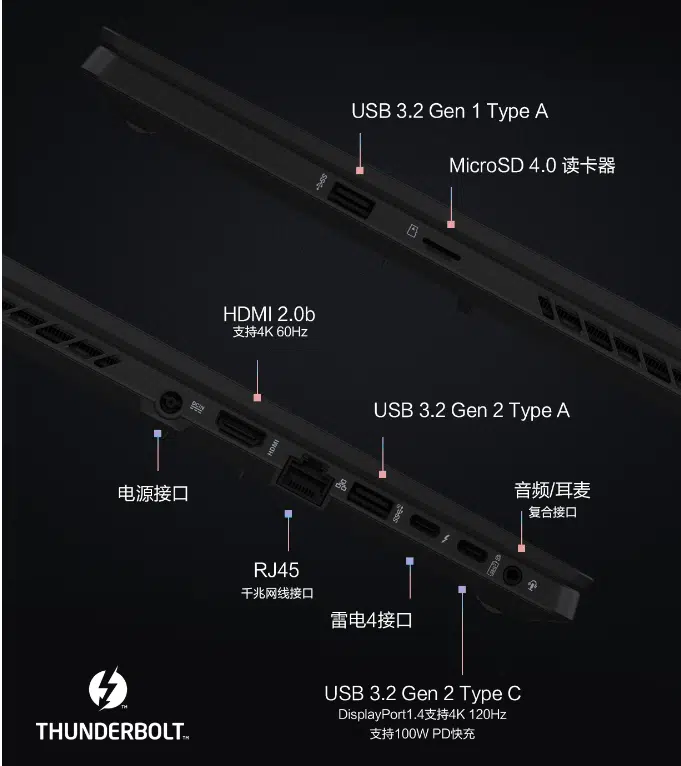 USB 3.2 Gen 1 Type A
MicroSD 4.0 读卡器
HDMI 2.0b
支持4K 60Hz
USB 3.2 Gen 2 Type A
电源接口
HDMI
音频/耳麦
复合接口
RJ45
千兆网线接口
雷电4接口
USB 3.2 Gen 2 Type C
DisplayPort1.4支持4K 120Hz
支持100W PD快充
THUNDERBOLT™